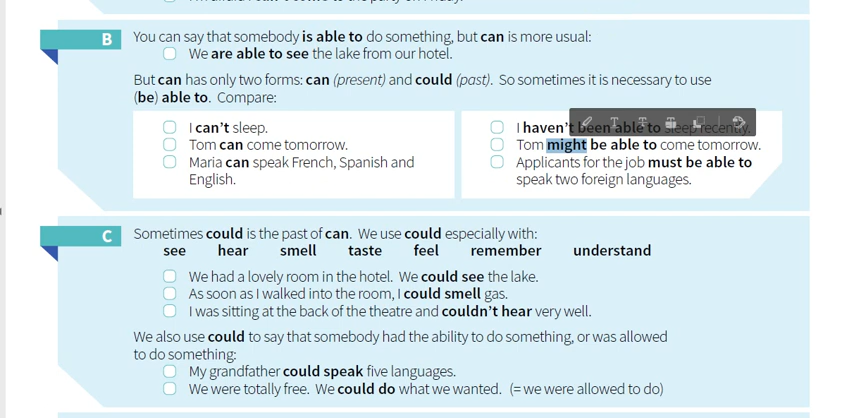 B
You can say that somebody is able to do something, but can is more usual:
We are able to see the lake from our hotel.
But can has only two forms: can (present) and could (past). So sometimes it is necessary to use
(be) able to. Compare:
I can't sleep.
Tom can come tomorrow.
Maria can speak French, Spanish and
English.
I haven't been able to sleep recently.
Tom might be able to come tomorrow.
Applicants for the job must be able to
speak two foreign languages.
C
Sometimes could is the past of can. We use could especially with:
see hear smell taste feel remember understand
We had a lovely room in the hotel. We could see the lake.
As soon as I walked into the room, I could smell gas.
I was sitting at the back of the theatre and couldn't hear very well.
We also use could to say that somebody had the ability to do something, or was allowed
to do something:
My grandfather could speak five languages.
We were totally free. We could do what we wanted. (= we were allowed to do)